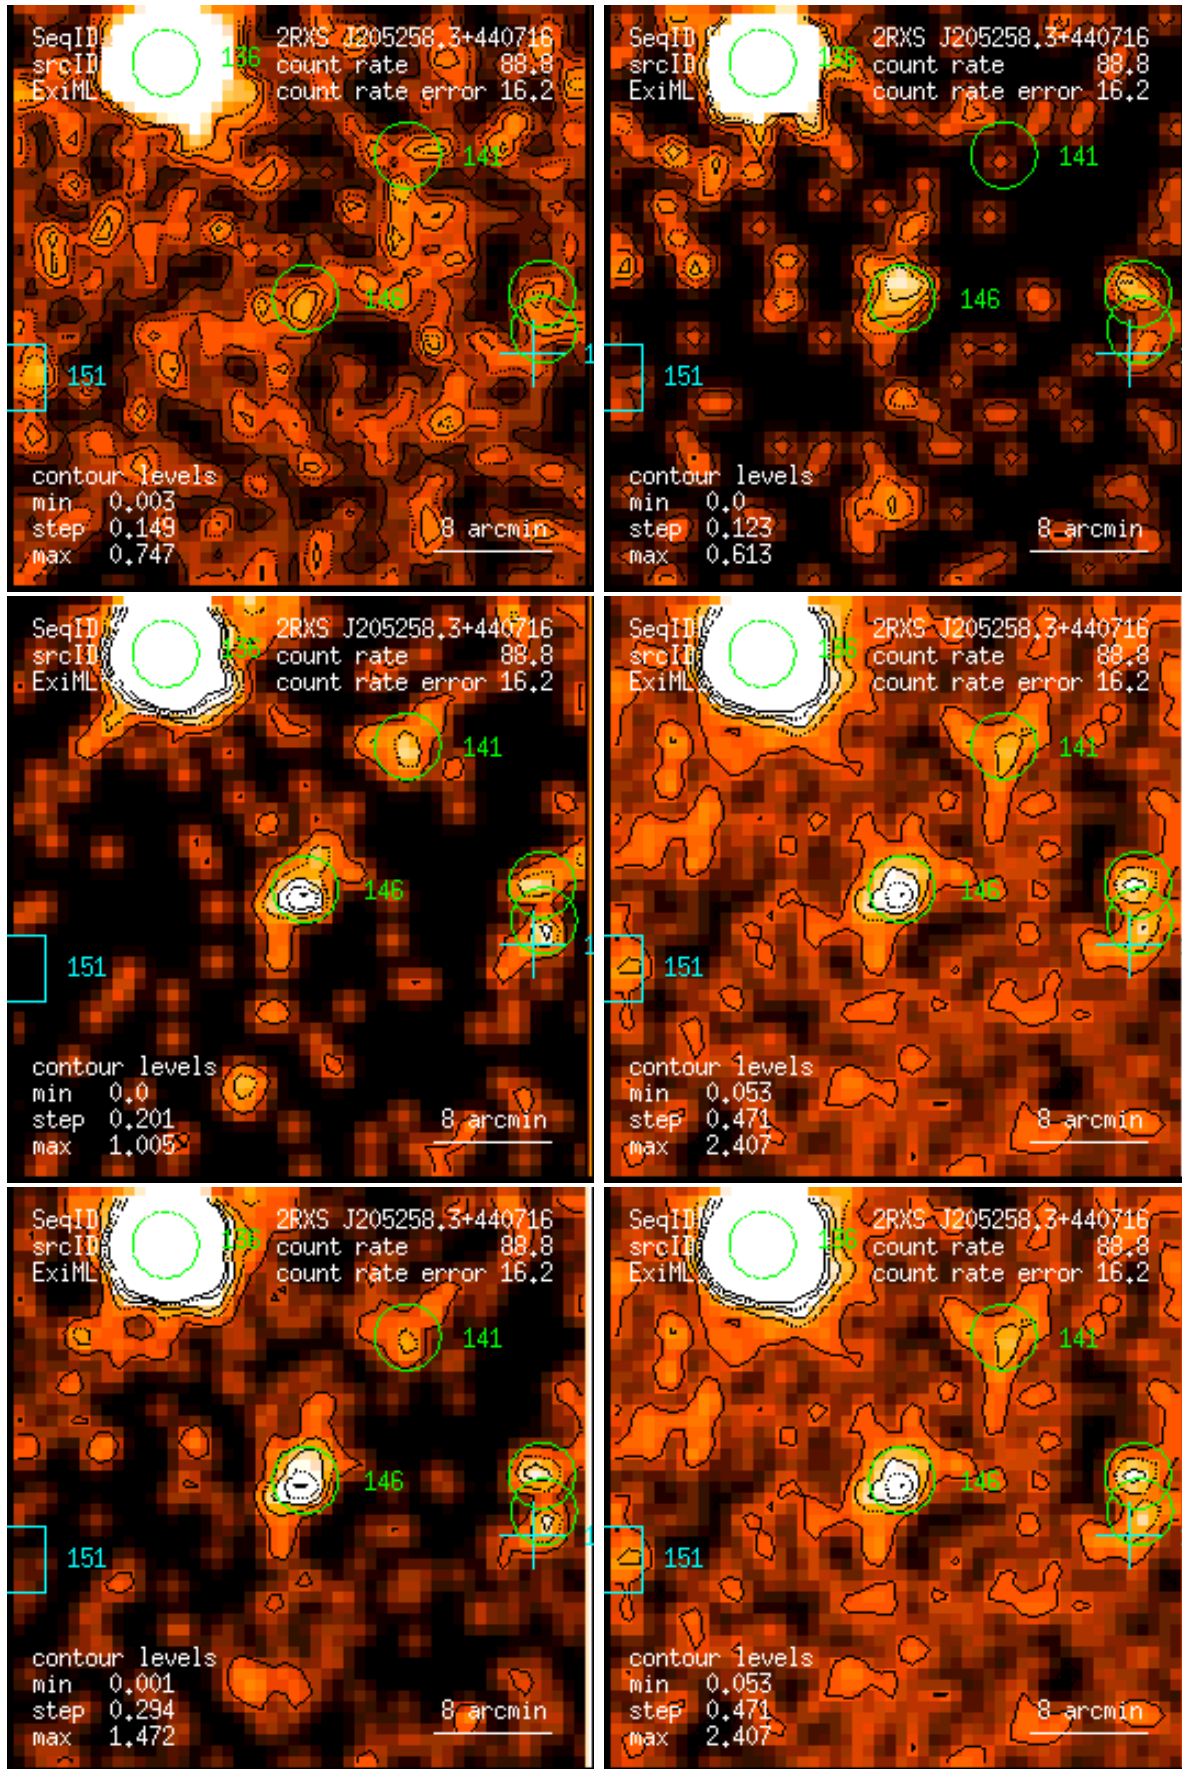 SeqID 136 2RXS J205258.3+440716
srcID count rate 88.8
ExiML count rate error 16.2
141
146
151
1
contour levels
min 0.003
step 0.149 8 arcmin
max 0.747
SeqID 136 2RXS J205258.3+440716
srcID count rate 88.8
ExiML count rate error 16.2
141
146
151
contour levels
min 0.0
step 0.123 8 arcmin
max 0.613
SeqID 136 2RXS J205258.3+440716
srcID count rate 88.8
ExiML count rate error 16.2
141
146
151
1
contour levels
min 0.0
step 0.201 8 arcmin
max 1.005
SeqID 136 2RXS J205258.3+440716
srcID count rate 88.8
ExiML count rate error 16.2
141
146
151
contour levels
min 0.053
step 0.471 8 arcmin
max 2.407
SeqID 136 2RXS J205258.3+440716
srcID count rate 88.8
ExiML count rate error 16.2
141
146
151
1
contour levels
min 0.001
step 0.294 8 arcmin
max 1.472
SeqID 136 2RXS J205258.3+440716
srcID count rate 88.8
ExiML count rate error 16.2
141
146
151
contour levels
min 0.053
step 0.471 8 arcmin
max 2.407